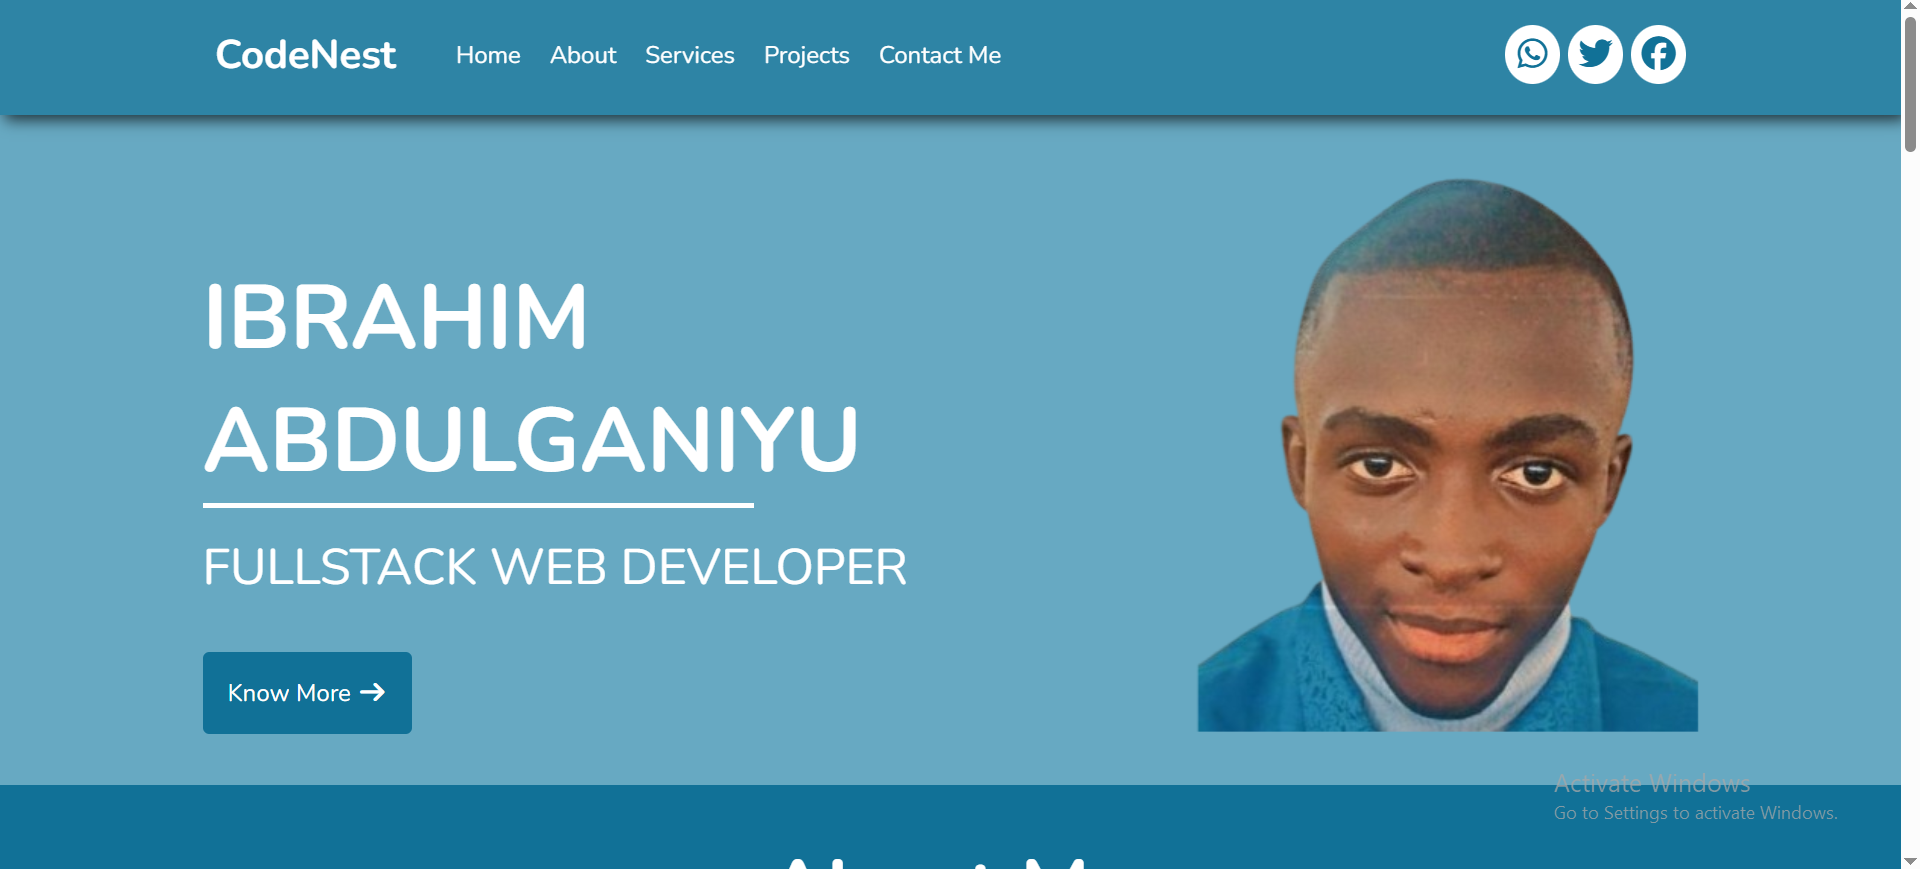 CodeNest Home About Services Projects Contact Me
IBRAHIM
ABDULGANIYU
FULLSTACK WEB DEVELOPER
Know More
Activate Windows
Go to Settings to activate Windows.